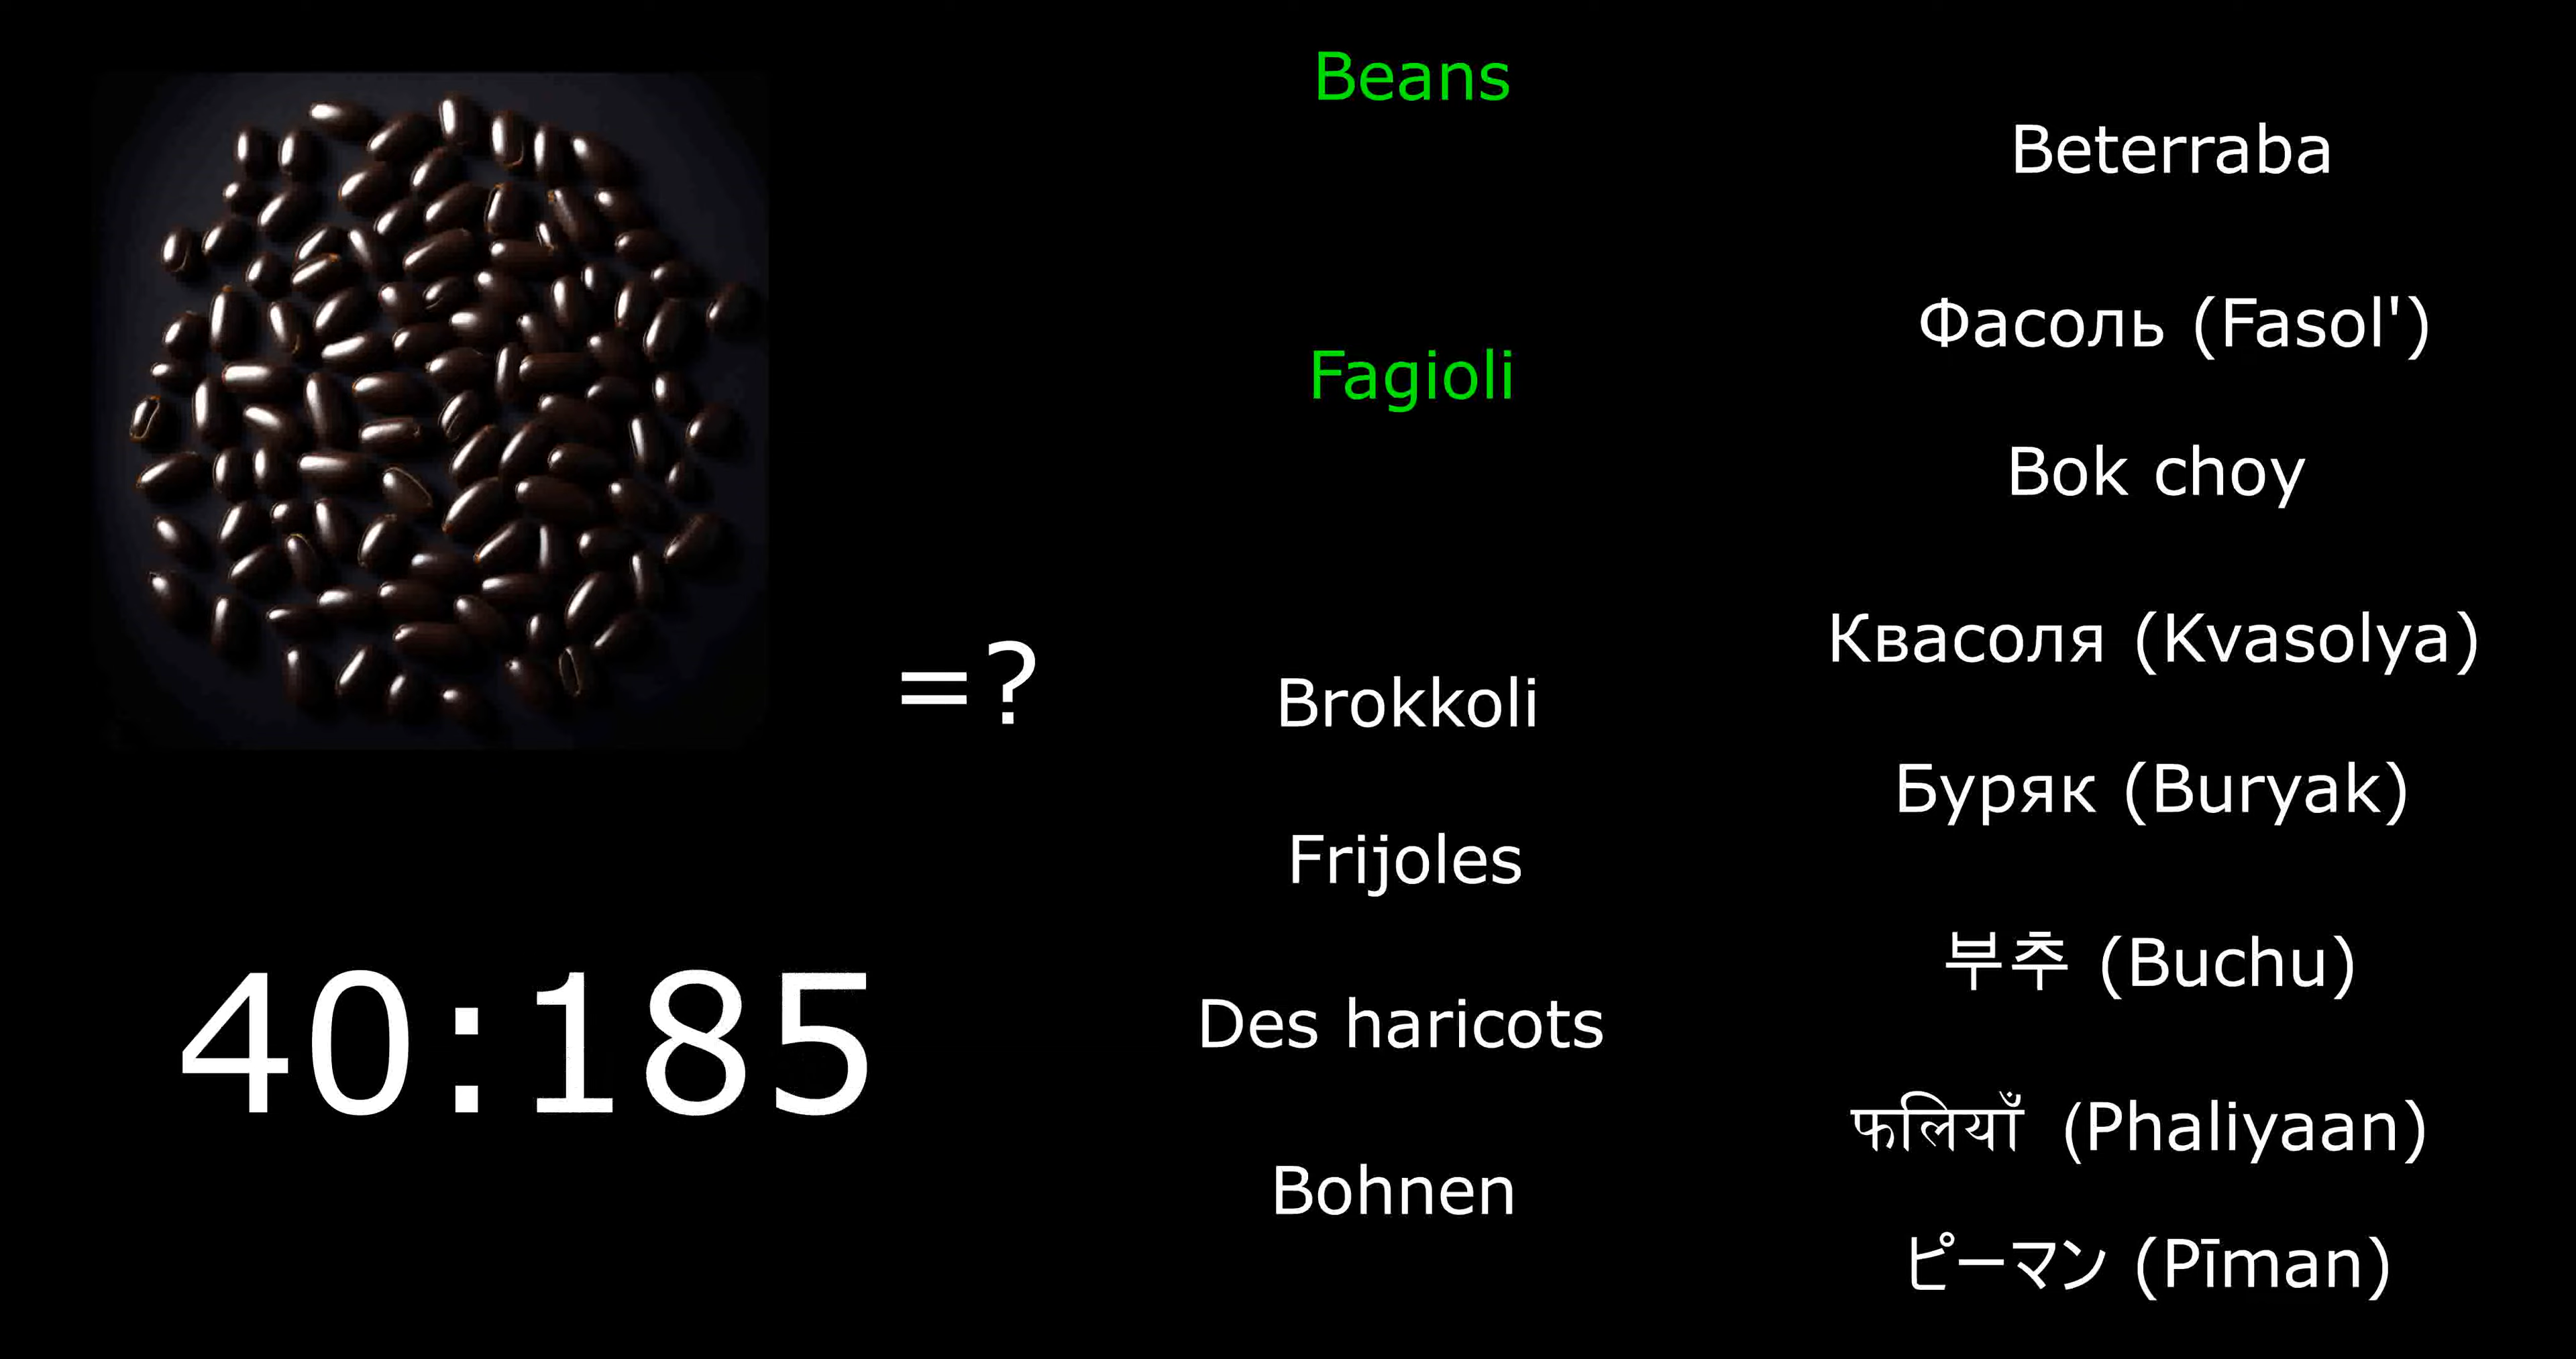 Beans
Fagioli
=?
Brokkoli
Frijoles
Des haricots
Bohnen
40:185
Beterraba
Фасоль (Fasol')
Bok choy
Квасоля (Kvasolya)
Буряк (Buryak)
부추 (Buchu)
फलियाँ (Phaliyaan)
ピーマン (Pīman)